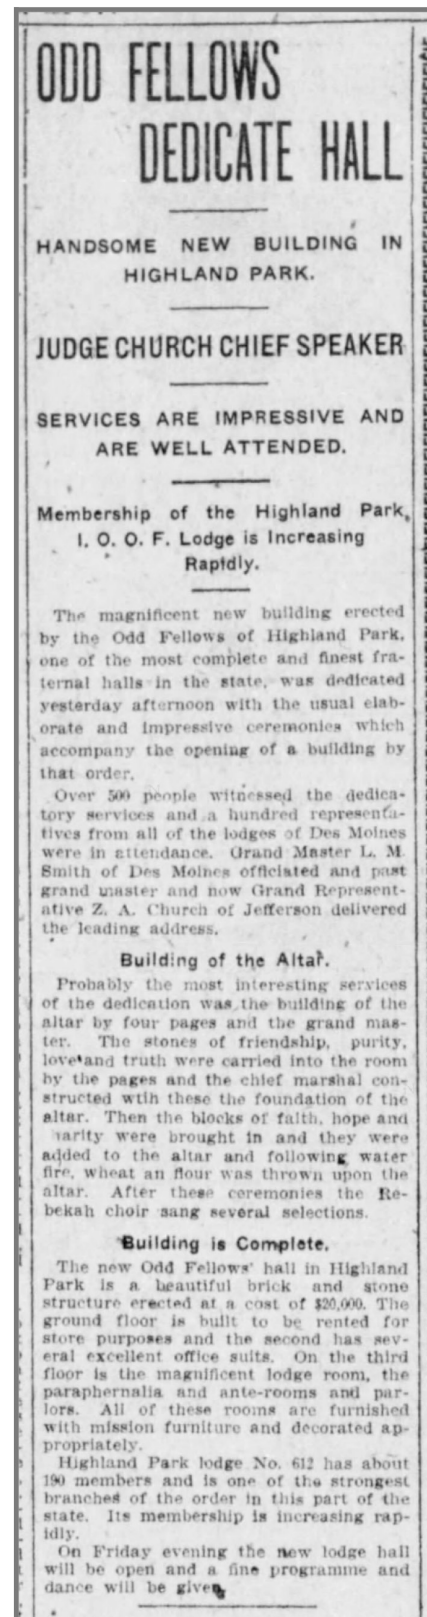 ODD FELLOWS
DEDICATE HALL
HANDSOME NEW BUILDING IN
HIGHLAND PARK.
JUDGE CHURCH CHIEF SPEAKER
SERVICES ARE IMPRESSIVE AND
ARE WELL ATTENDED.
Membership of the Highland Park,
I. O. O. F. Lodge is Increasing
Rapidly.
The magnificent new building erected
by the Odd Fellows of Highland Park,
one of the most complete and finest fra-
ternal halls in the state, was dedicated
yesterday afternoon with the usual elab-
orate and impressive ceremonies which
accompany the opening of a building by
that order.
Over 500 people witnessed the dedica-
tory services and a hundred representa-
tives from all of the lodges of Des Moines
were in attendance. Grand Master L. M.
Smith of Des Moines officiated and past
grand master and now Grand Represent-
ative Z. A. Church of Jefferson delivered
the leading address.
Building of the Altar.
Probably the most interesting services
of the dedication was the building of the
altar by four pages and the grand mas-
ter. The stones of friendship, purity,
love and truth were carried into the room
by the pages and the chief marshal con-
structed wtih these the foundation of the
altar. Then the blocks of faith, hope and
harity were brought in and they were
added to the altar and following water
fire, wheat an flour was thrown upon the
altar. After these ceremonies the Re-
bekah choir sang several selections.
Building is Complete.
The new Odd Fellows' hall in Highland
Park is a beautiful brick and stone
structure erected at a cost of $20,000. The
ground floor is built to be rented for
store purposes and the second has sev-
eral excellent office suits. On the third
floor is the magnificent lodge room, the
paraphernalia and ante-rooms and par-
lors. All of these rooms are furnished
with mission furniture and decorated ap-
propriately.
Highland Park lodge No. 612 has about
190 members and is one of the strongest
branches of the order in this part of the
state. Its membership is increasing rap-
idly.
On Friday evening the new lodge hall
will be open and a fine programme and
dance will be given.